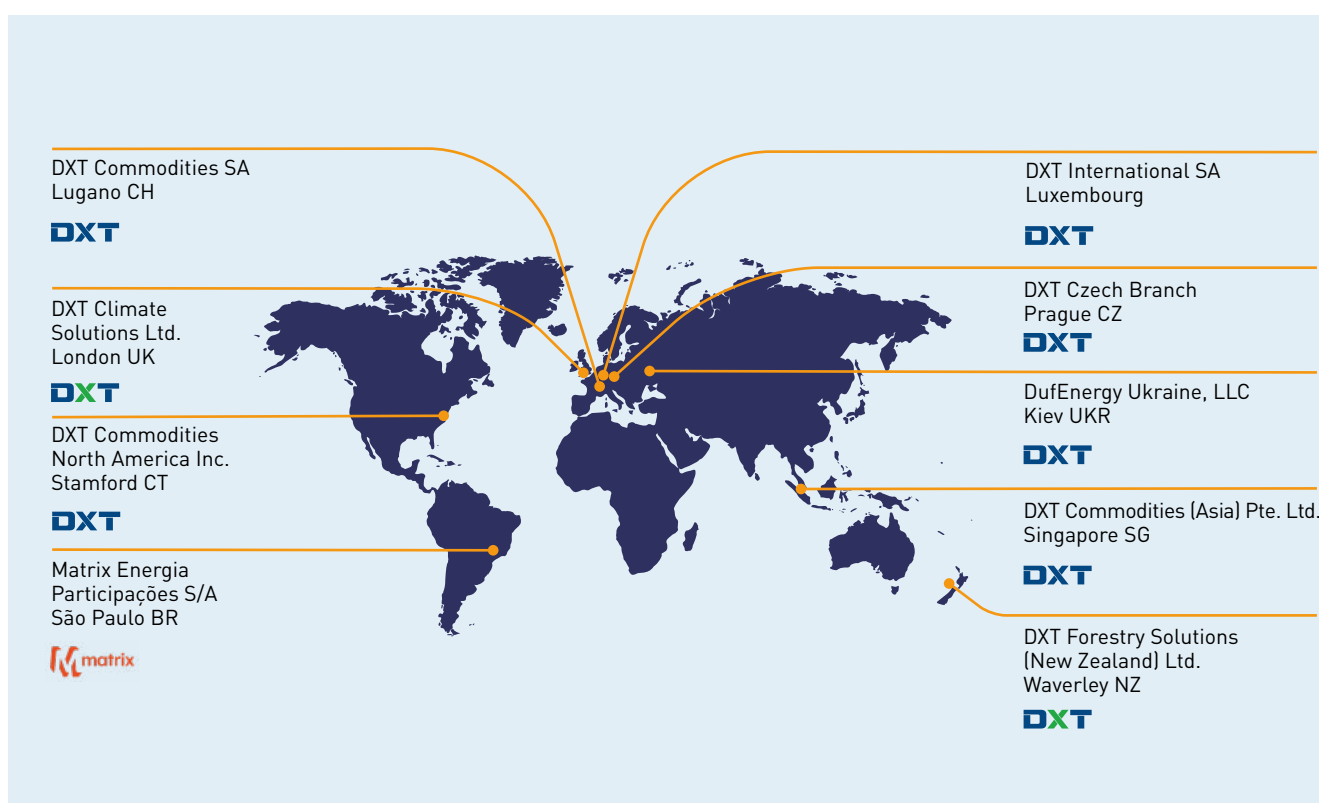 DXT Commodities SA
Lugano CH
DXT
DXT Climate
Solutions Ltd.
London UK
DXT
DXT Commodities
North America Inc.
Stamford CT
DXT
Matrix Energia
Participações S/A
São Paulo BR
matrix
DXT International SA
Luxembourg
DXT
DXT Czech Branch
Prague CZ
DXT
DufEnergy Ukraine, LLC
Kiev UKR
DXT
DXT Commodities (Asia) Pte. Ltd.
Singapore SG
DXT
DXT Forestry Solutions
(New Zealand) Ltd.
Waverley NZ
DXT